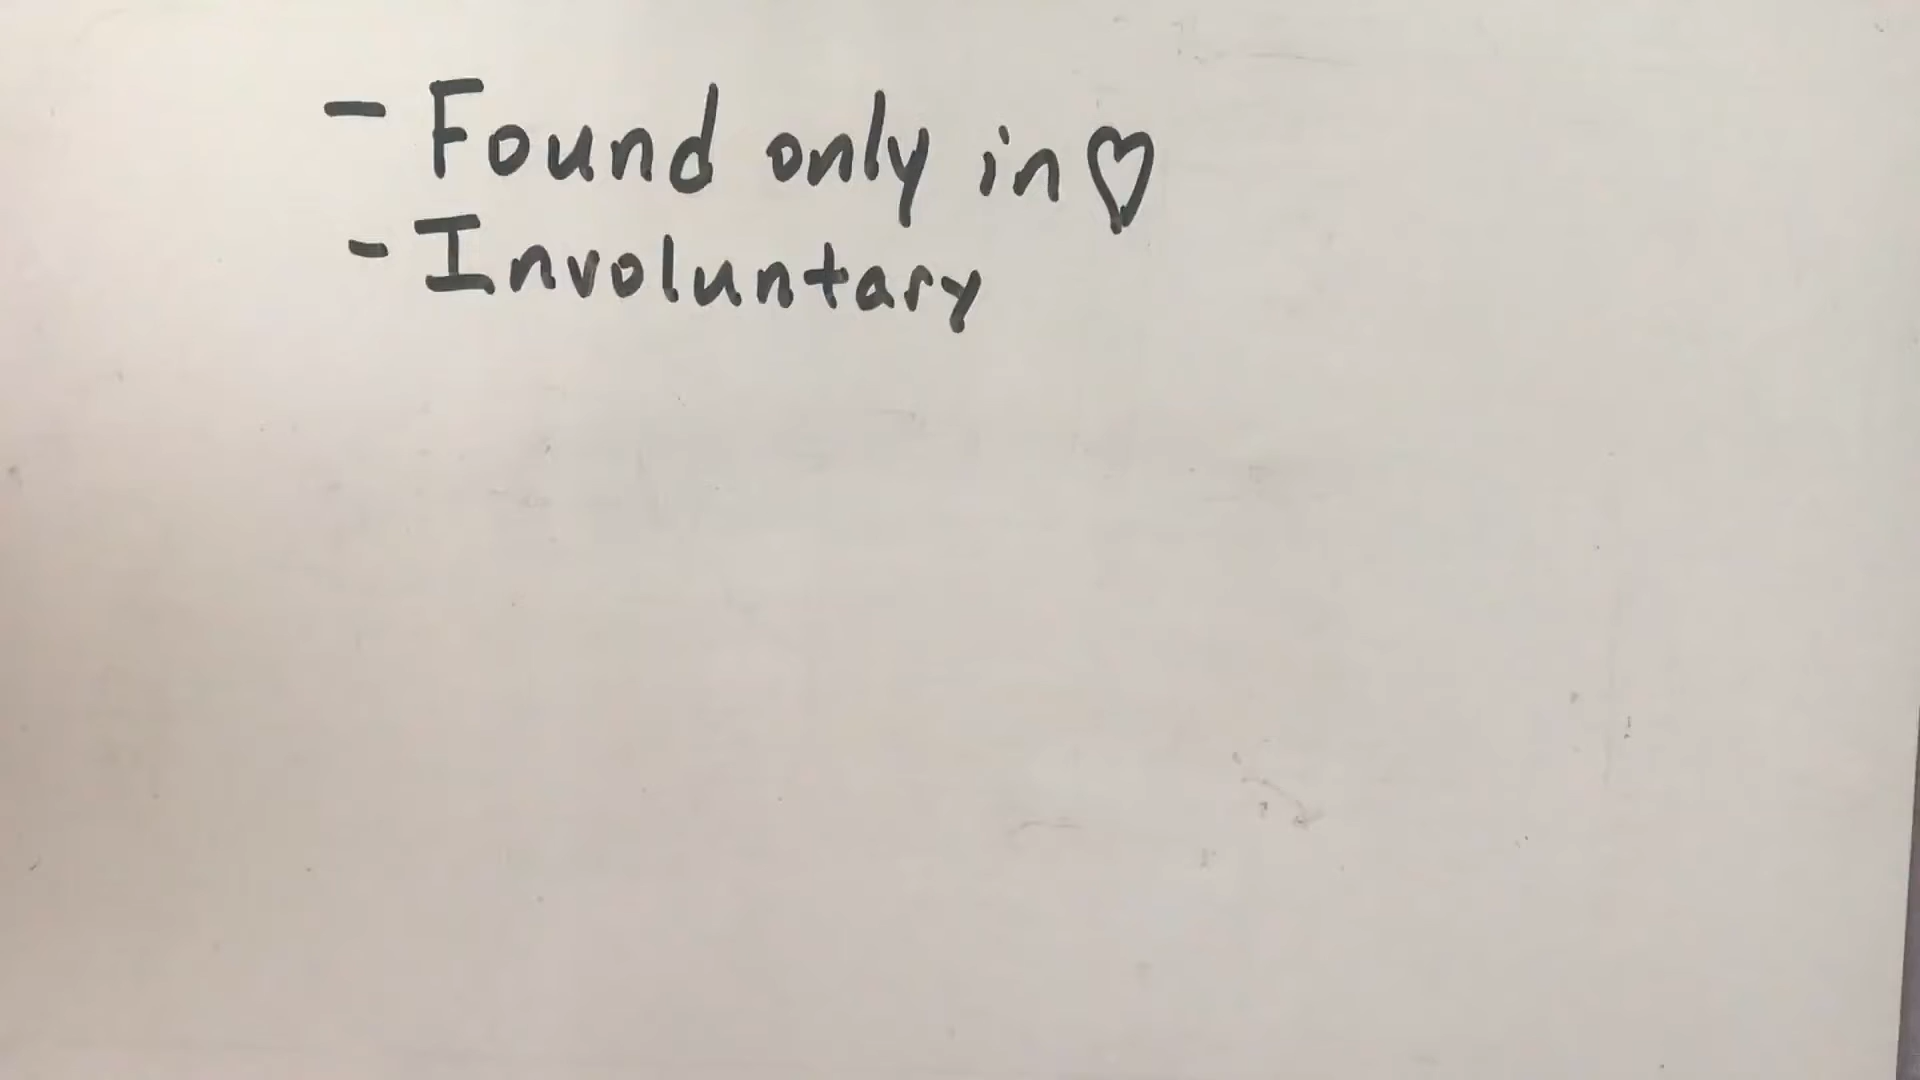 - Found only in ♡
- Involuntary